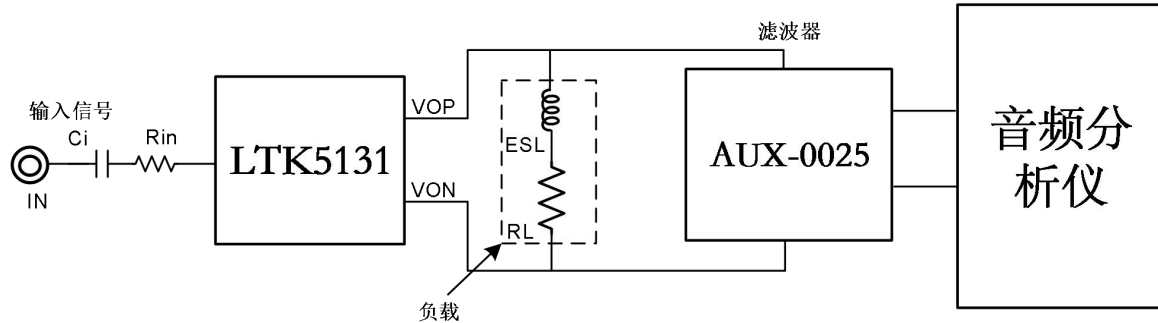 输入信号
Ci
Rin
IN
LTK5131
VOP
VON
ESL
RL
负载
滤波器
AUX-0025
音频分
析仪